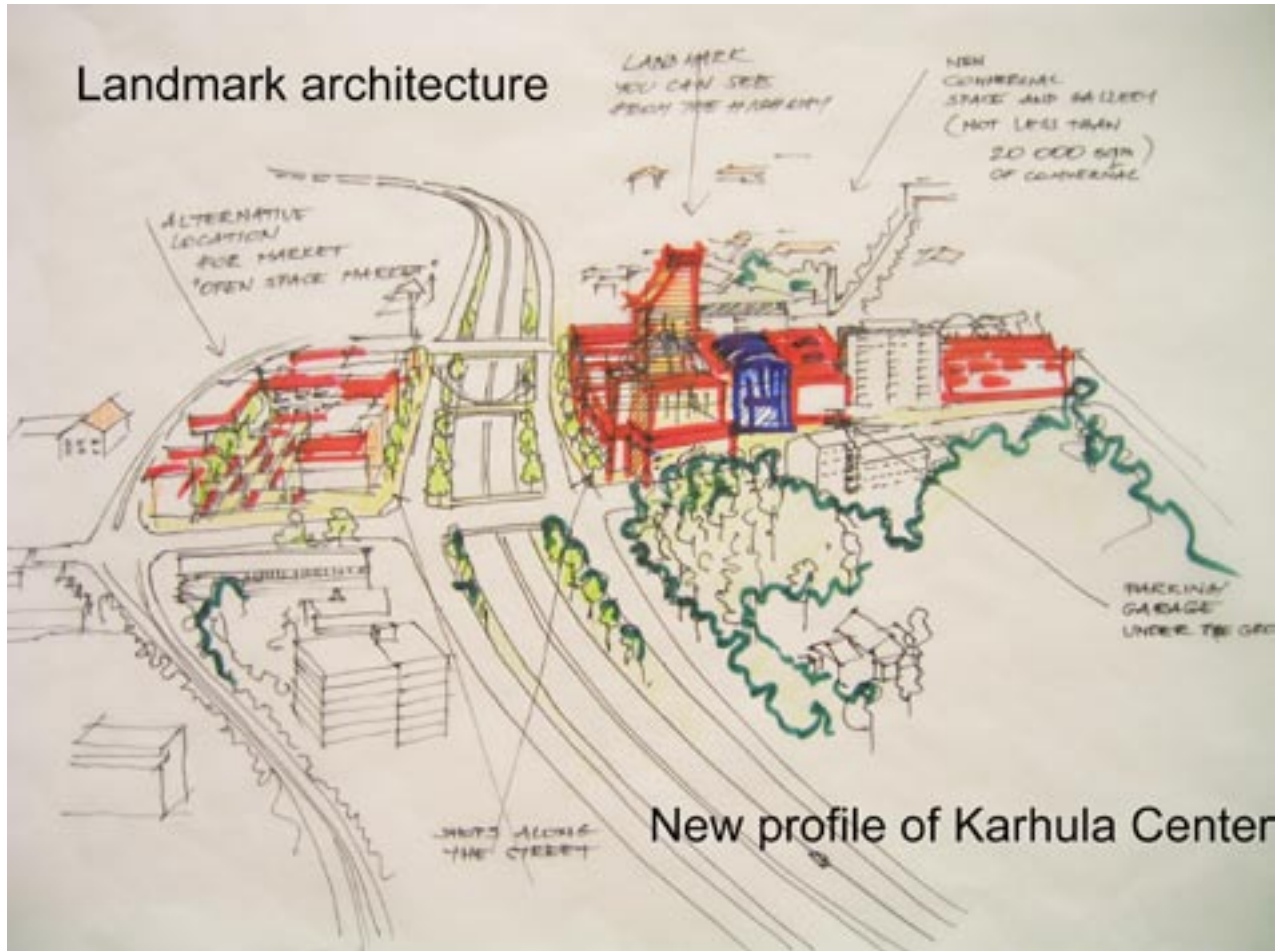 Landmark architecture
LANDMARK
YOU CAN SEE
FROM THE HIGHWAY
NEW
COMMERCIAL
SPACE AND GALLERY
(NOT LESS THAN
20 000 sqm)
OF COMMERCIAL
ALTERNATIVE
LOCATION
FOR MARKET
"OPEN SPACE MARKET"
PARKING
GARAGE
UNDER THE
SHOPS ALONG
THE STREET
New profile of Karhula Center